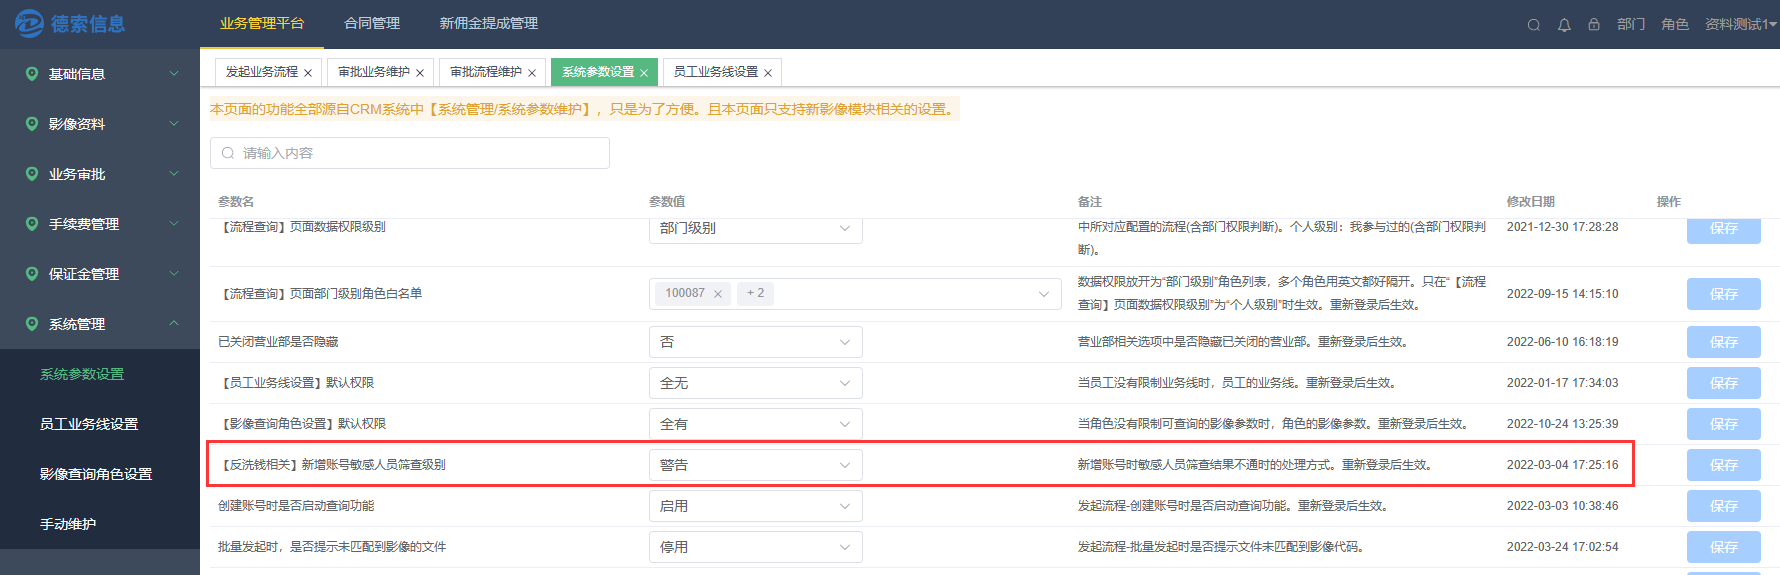 德索信息
业务管理平台 合同管理 新佣金提成管理
部门 角色 资料测试1
基础信息
影像资料
业务审批
手续费管理
保证金管理
系统管理
系统参数设置
员工业务线设置
影像查询角色设置
手动维护
发起业务流程 × 审批业务维护 × 审批流程维护 × 系统参数设置 × 员工业务线设置 ×
本页面的功能全部源自CRM系统中【系统管理/系统参数维护】，只是为了方便。且本页面只支持新影像模块相关的设置。
请输入内容
参数名 参数值 备注 修改日期 操作
【流程查询】页面数据权限级别 部门级别 中所对应配置的流程(含部门权限判断)。个人级别：我参与过的(含部门权限判
断)。 2021-12-30 17:28:28 保存
【流程查询】页面部门级别角色白名单 100087 × + 2 数据权限放开为“部门级别”角色列表，多个角色用英文都好隔开。只在“【流程
查询】页面数据权限级别”为“个人级别”时生效。重新登录后生效。 2022-09-15 14:15:10 保存
已关闭营业部是否隐藏 否 营业部相关选项中是否隐藏已关闭的营业部。重新登录后生效。 2022-06-10 16:18:19 保存
【员工业务线设置】默认权限 全无 当员工没有限制业务线时，员工的业务线。重新登录后生效。 2022-01-17 17:34:03 保存
【影像查询角色设置】默认权限 全有 当角色没有限制可查询的影像参数时，角色的影像参数。重新登录后生效。 2022-10-24 13:25:39 保存
【反洗钱相关】新增账号敏感人员筛查级别 警告 新增账号时敏感人员筛查结果不通时的处理方式。重新登录后生效。 2022-03-04 17:25:16 保存
创建账号时是否启动查询功能 启用 发起流程-创建账号时是否启动查询功能。重新登录后生效。 2022-03-03 10:38:46 保存
批量发起时，是否提示未匹配到影像的文件 停用 发起流程-批量发起时是否提示文件未匹配到影像代码。 2022-03-24 17:02:54 保存